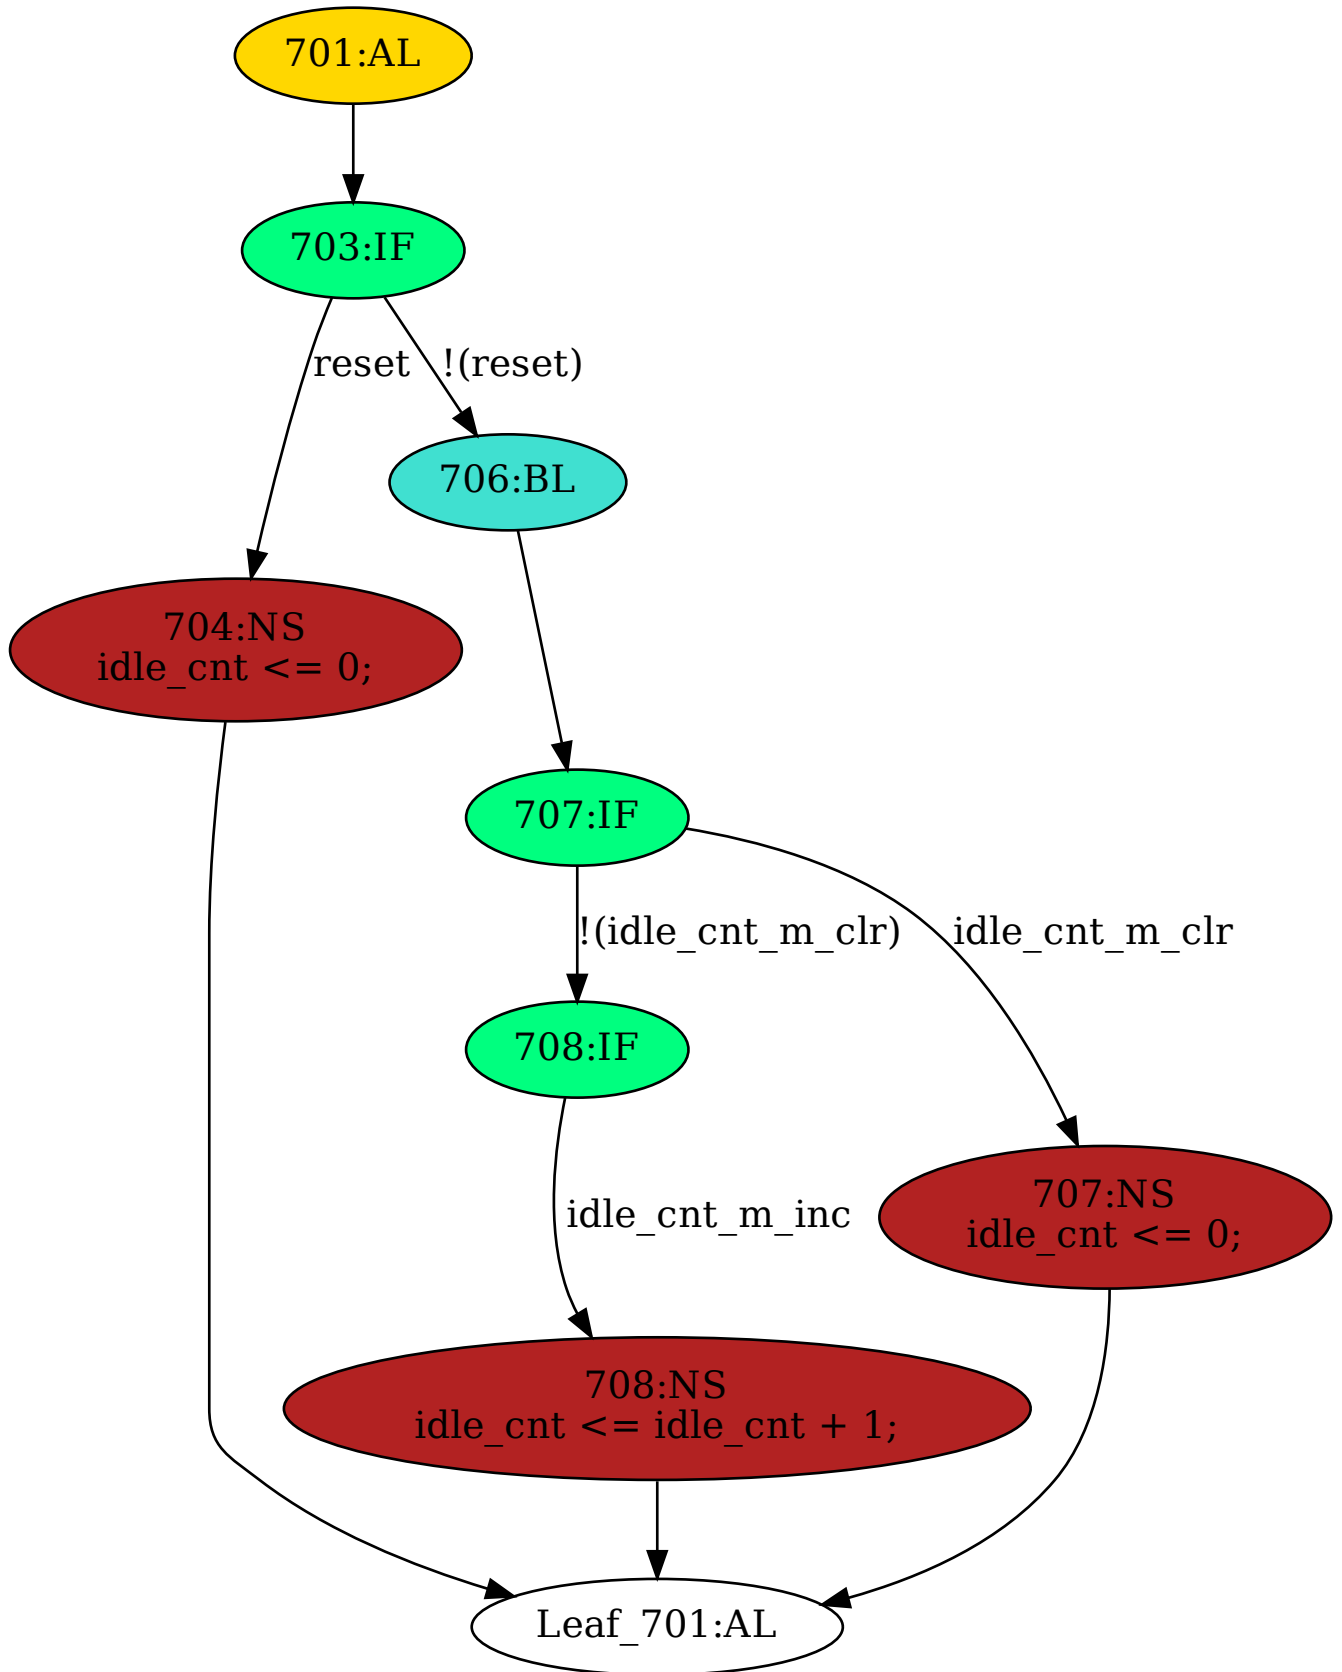 701:AL
703:IF
reset
!(reset)
706:BL
704:NS
idle_cnt <= 0;
707:IF
!(idle_cnt_m_clr)
idle_cnt_m_clr
708:IF
707:NS
idle_cnt <= 0;
idle_cnt_m_inc
708:NS
idle_cnt <= idle_cnt + 1;
Leaf_701:AL